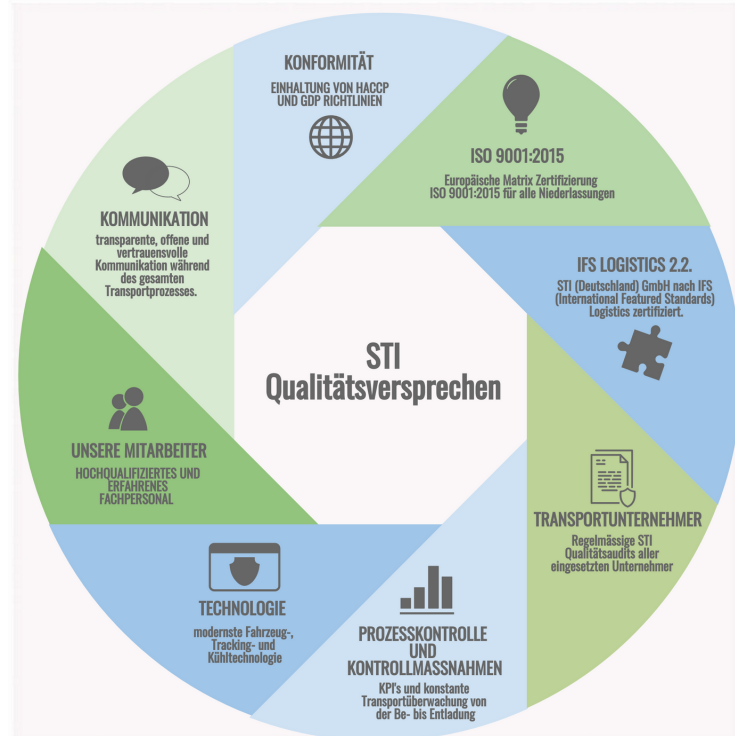 KONFORMITÄT
EINHALTUNG VON HACCP
UND GDP RICHTLINIEN
ISO 9001:2015
Europäische Matrix Zertifizierung
ISO 9001:2015 für alle Niederlassungen
IFS LOGISTICS 2.2.
STI (Deutschland) GmbH nach IFS
(International Featured Standards)
Logistics zertifiziert.
TRANSPORTUNTERNEHMER
Regelmässige STI
Qualitätsaudits aller
eingesetzten Unternehmer
PROZESSKONTROLLE
UND
KONTROLLMASSNAHMEN
KPI's und konstante
Transportüberwachung von
der Be- bis Entladung
TECHNOLOGIE
modernste Fahrzeug-,
Tracking- und
Kühltechnologie
UNSERE MITARBEITER
HOCHQUALIFIZIERTES UND
ERFAHRENES
FACHPERSONAL
KOMMUNIKATION
transparente, offene und
vertrauensvolle
Kommunikation während
des gesamten
Transportprozesses.
STI
Qualitätsversprechen